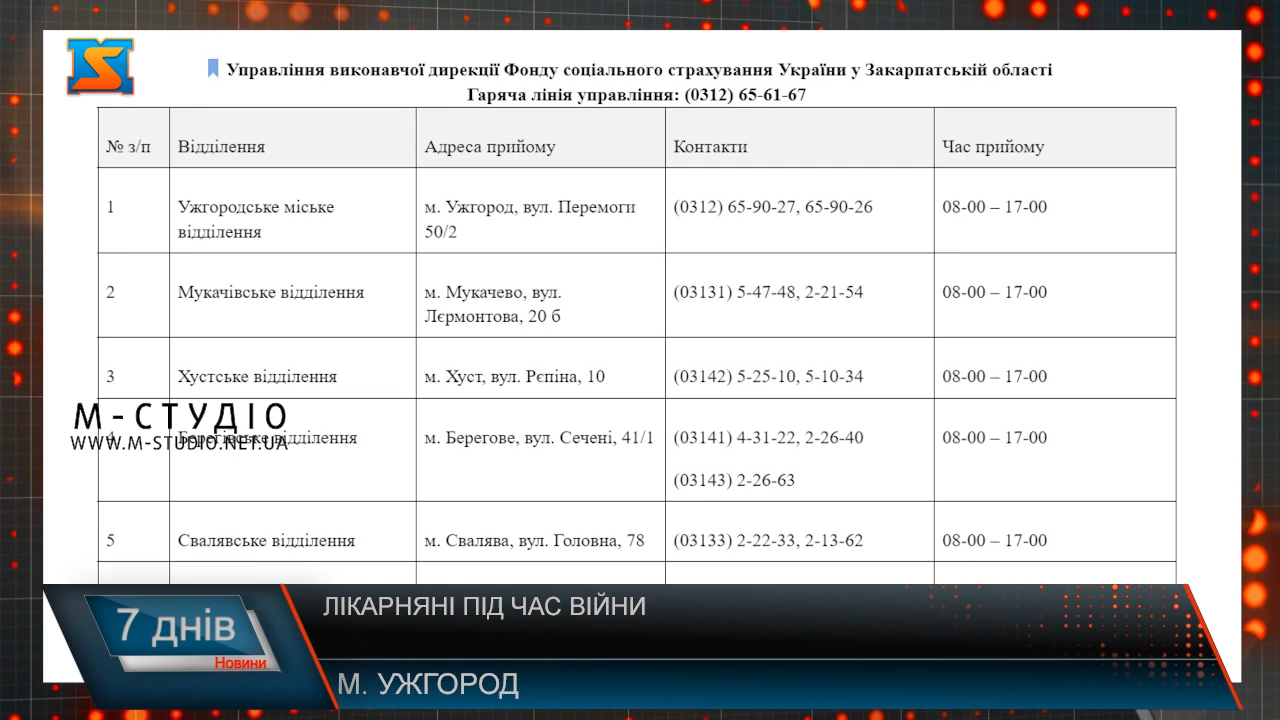 Управління виконавчої дирекції Фонду соціального страхування України у Закарпатській області
Гаряча лінія управління: (0312) 65-61-67
№ з/п Відділення Адреса прийому Контакти Час прийому
1 Ужгородське міське м. Ужгород, вул. Перемоги (0312) 65-90-27, 65-90-26 08-00 – 17-00
відділення 50/2
2 Мукачівське відділення м. Мукачево, вул. (03131) 5-47-48, 2-21-54 08-00 – 17-00
Лєрмонтова, 20 б
3 Хустське відділення м. Хуст, вул. Рєпіна, 10 (03142) 5-25-10, 5-10-34 08-00 – 17-00
М-СТУДІО
4 Берегівське відділення м. Берегове, вул. Сечені, 41/1 (03141) 4-31-22, 2-26-40 08-00 – 17-00
WWW.M-STUDIO.NET.UA
(03143) 2-26-63
5 Свалявське відділення м. Свалява, вул. Головна, 78 (03133) 2-22-33, 2-13-62 08-00 – 17-00
ЛІКАРНЯНІ ПІД ЧАС ВІЙНИ
7 днів
Новини
М. УЖГОРОД